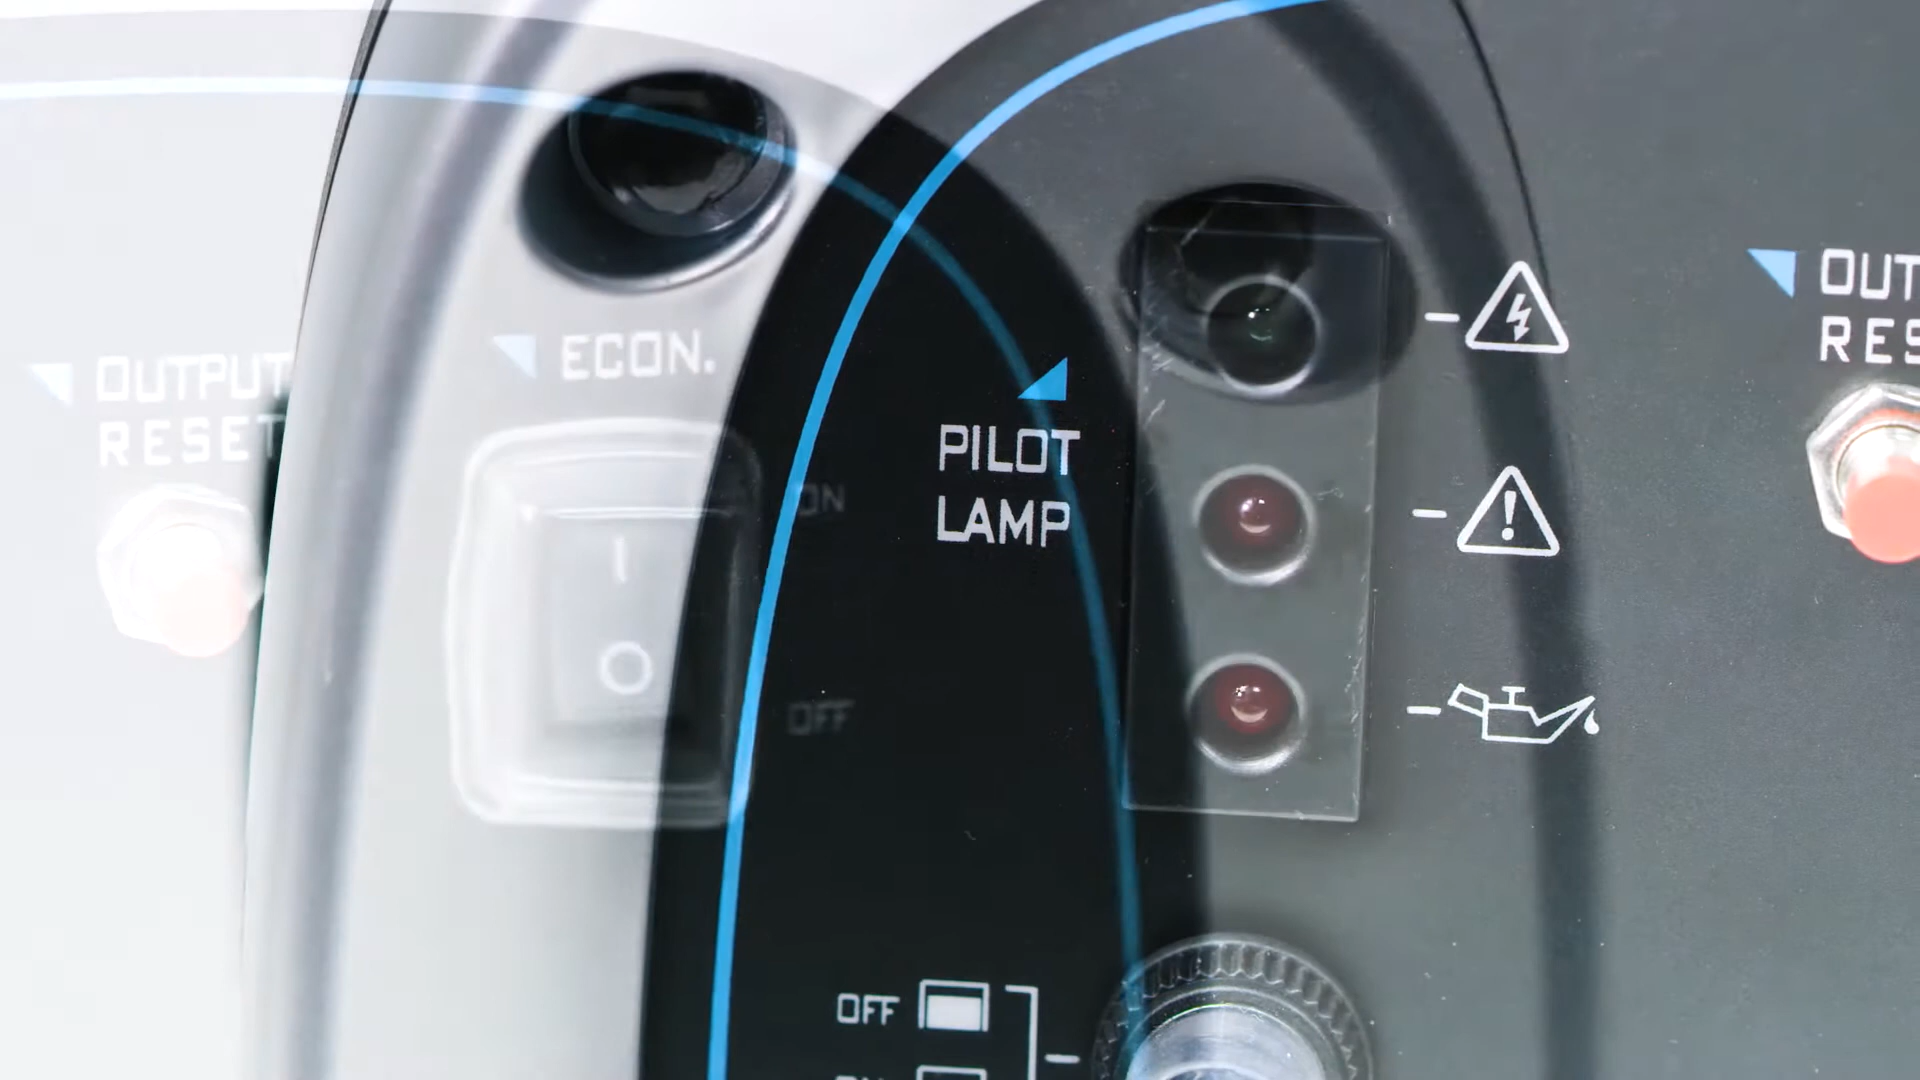 OUTPUT
RESET
ECON.
ON
OFF
PILOT
LAMP
OUT
RES
OFF